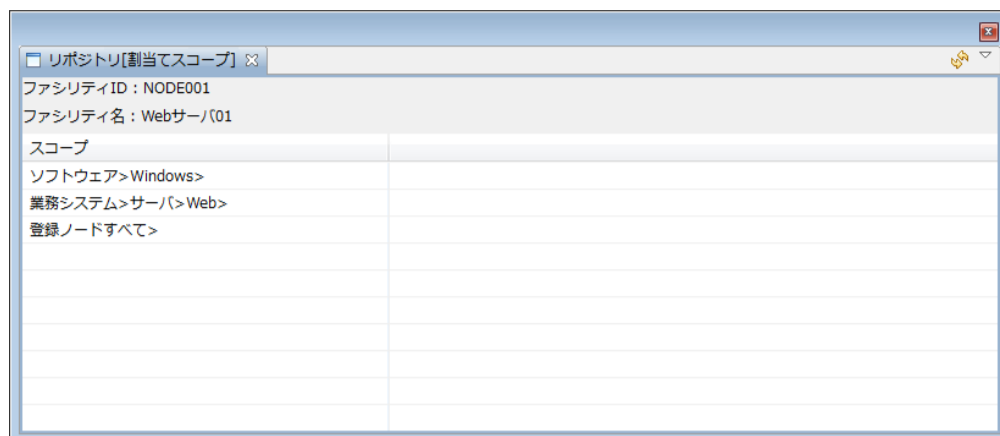 リポジトリ[割当てスコープ]
ファシリティID : NODE001
ファシリティ名 : Webサーバ01
スコープ
ソフトウェア>Windows>
業務システム>サーバ>Web>
登録ノードすべて>